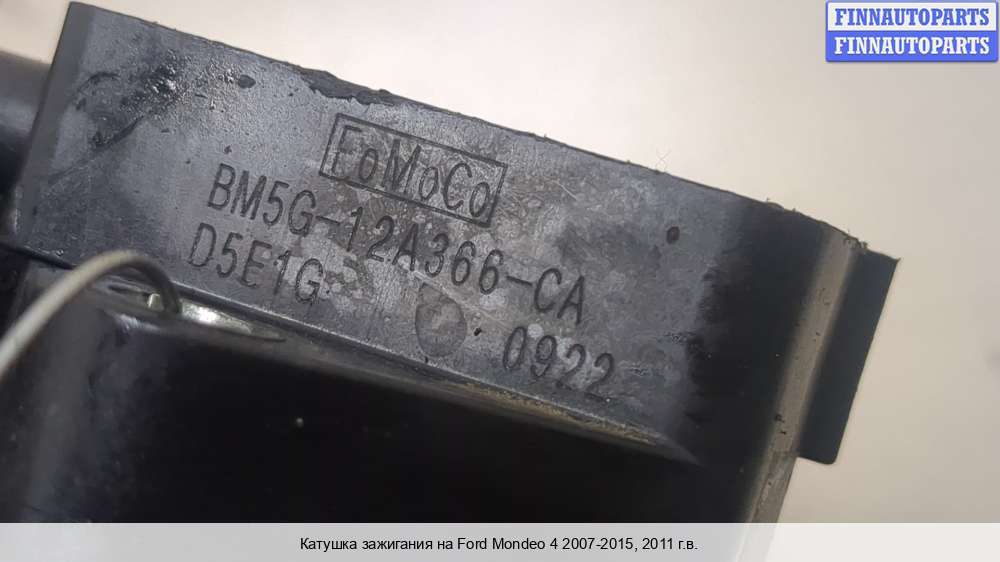 FINNAUTOPARTS
FINNAUTOPARTS
FoMoCo
BM5G-12A366-CA
D5E1G
0922
Катушка зажигания на Ford Mondeo 4 2007-2015, 2011 г.в.